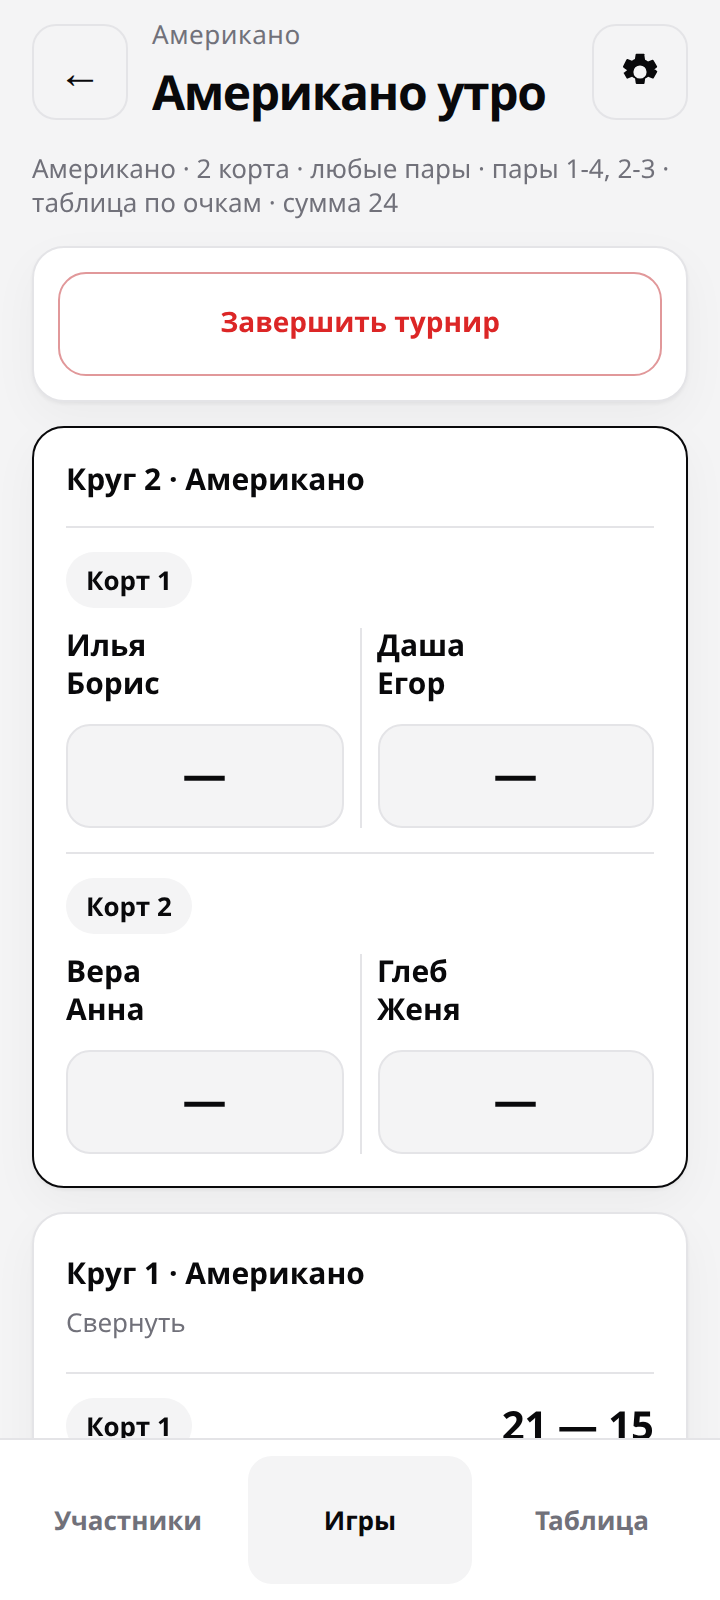 ←
Американо
Американо утро
Американо · 2 корта · любые пары · пары 1-4, 2-3 ·
таблица по очкам · сумма 24
Завершить турнир
Круг 2 · Американо
Корт 1
Илья
Борис
Даша
Егор
—
—
Корт 2
Вера
Анна
Глеб
Женя
—
—
Круг 1 · Американо
Свернуть
Корт 1
21 — 15
Участники
Игры
Таблица